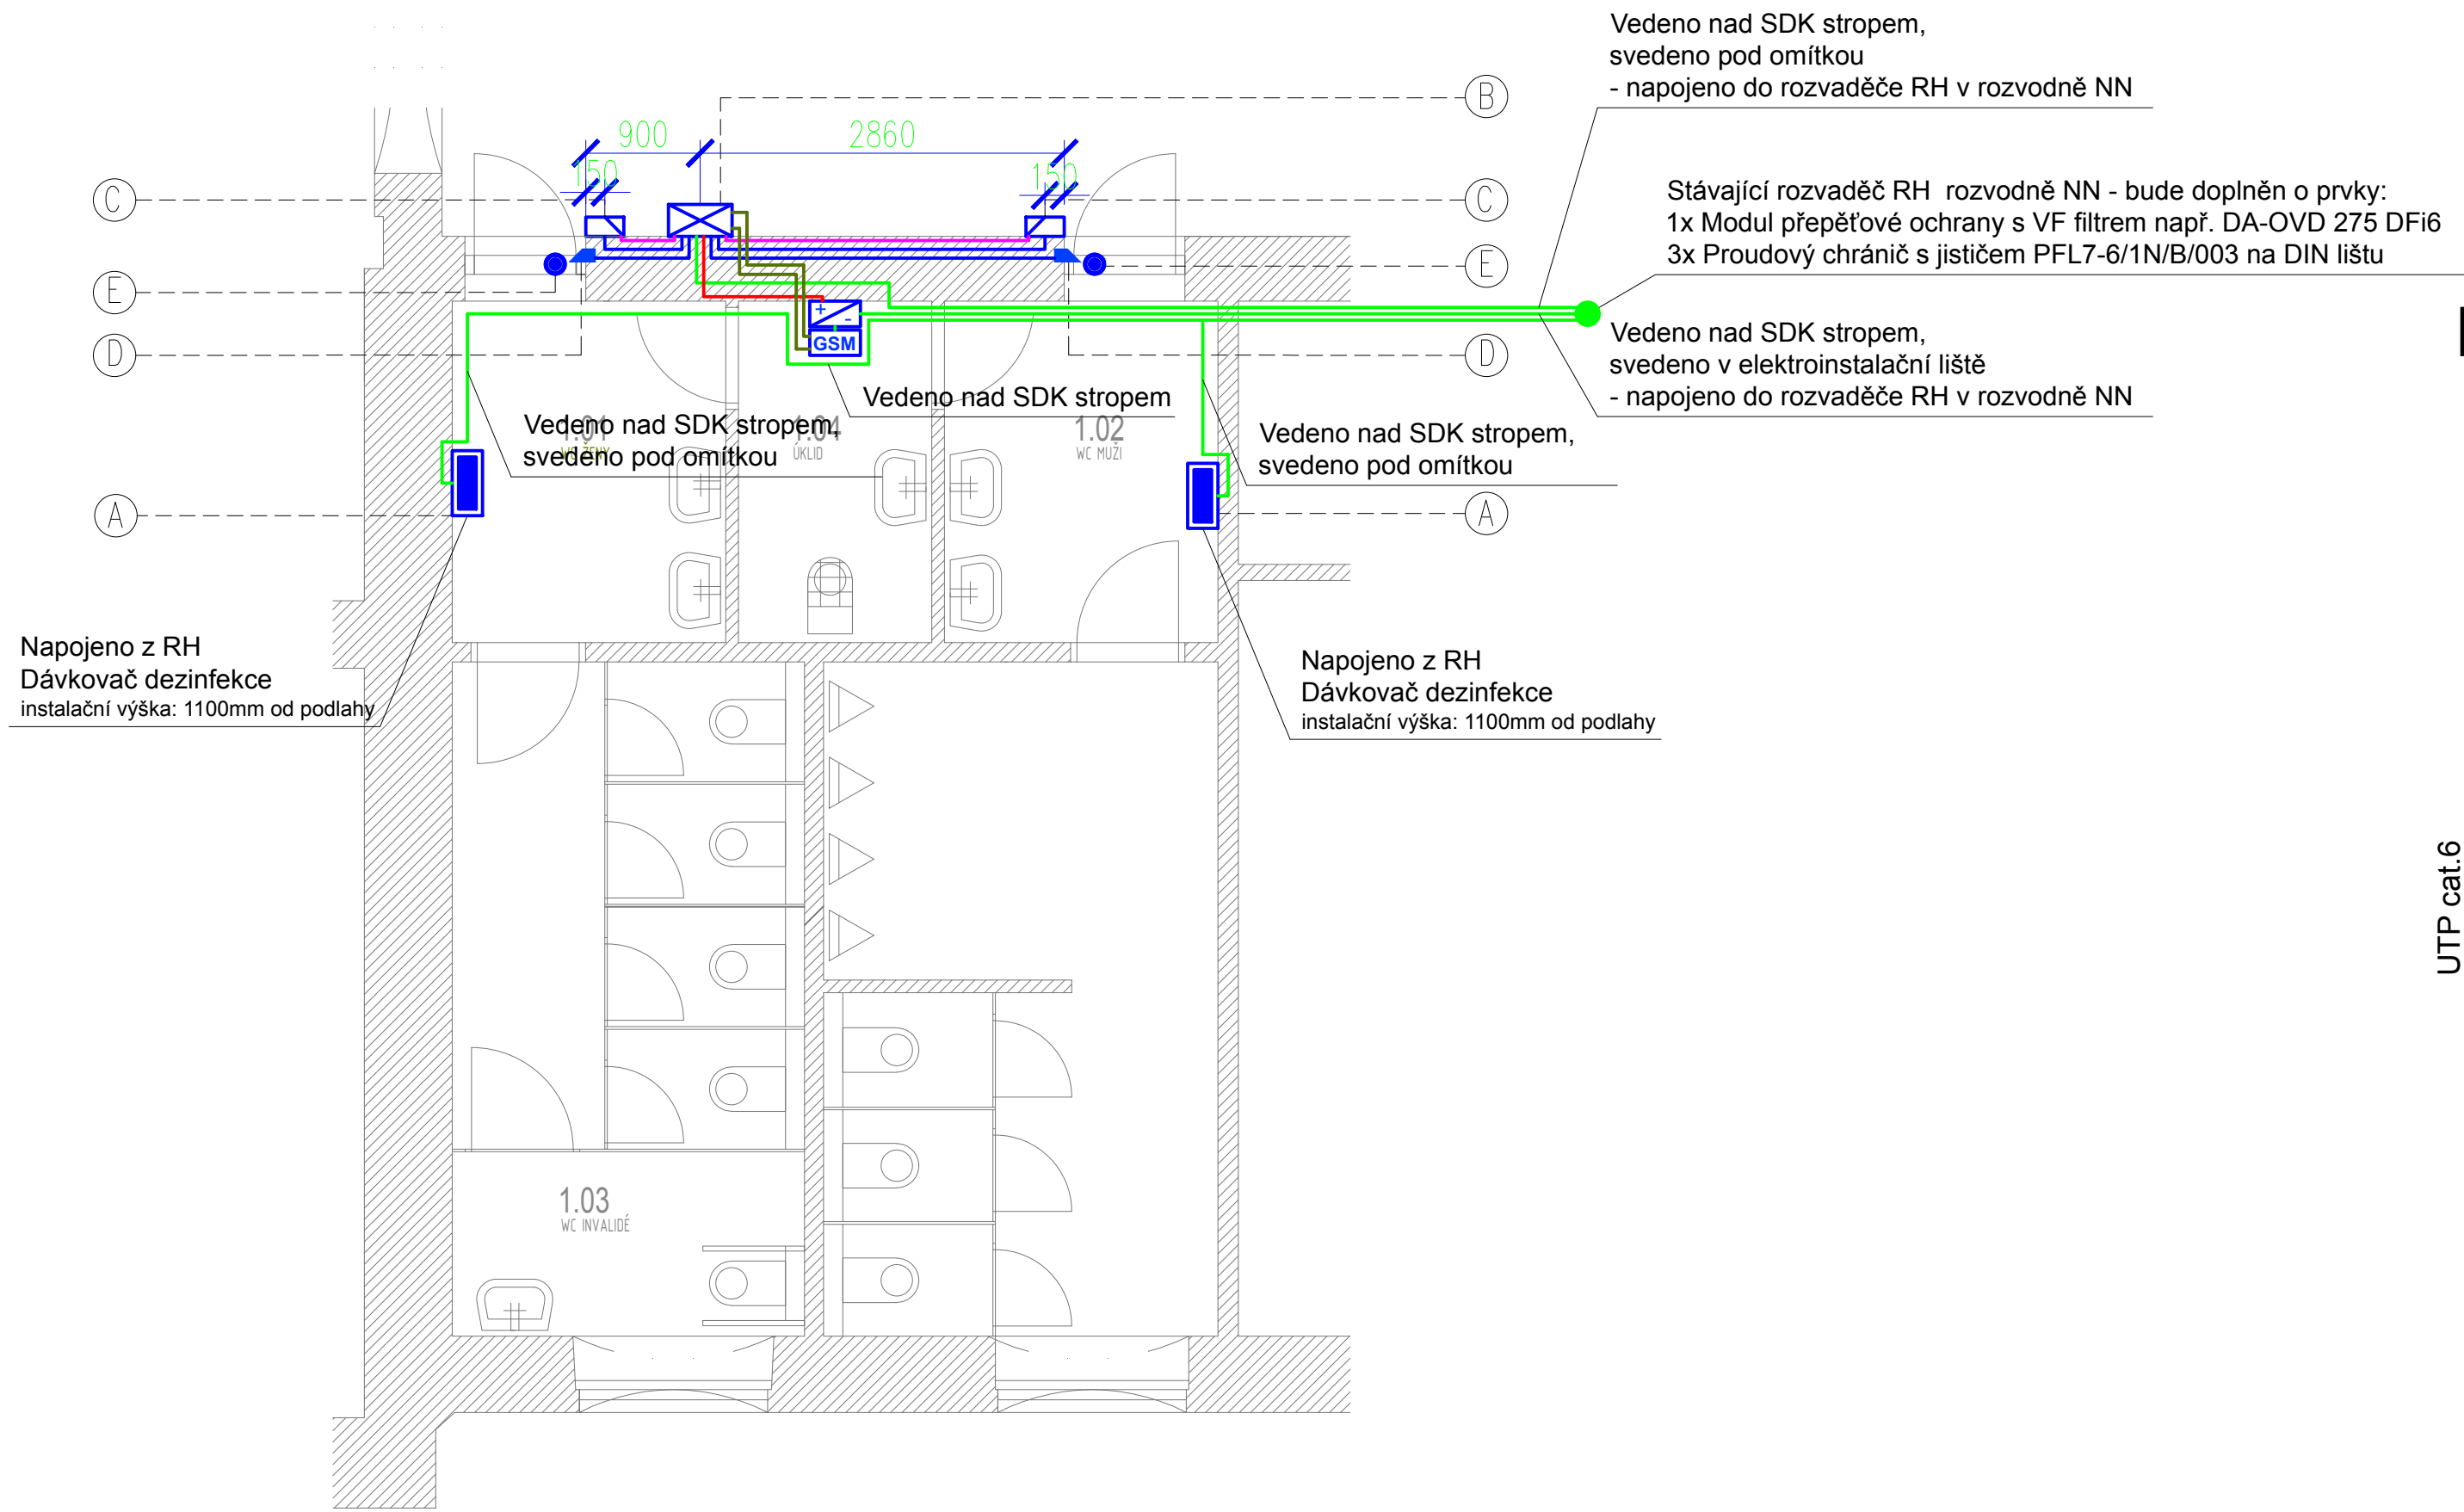 Vedeno nad SDK stropem,
svedeno pod omítkou
- napojeno do rozvaděče RH v rozvodně NN
B
900
2860
150
150
C
C
Stávající rozvaděč RH rozvodně NN - bude doplněn o prvky:
1x Modul přepěťové ochrany s VF filtrem např. DA-OVD 275 DFi6
3x Proudový chránič s jističem PFL7-6/1N/B/003 na DIN lištu
E
E
+
-
GSM
D
D
Vedeno nad SDK stropem,
svedeno v elektroinstalační liště
- napojeno do rozvaděče RH v rozvodně NN
Vedeno nad SDK stropem
Vedeno nad SDK stropem,
svedeno pod omítkou
1.01
WC ŽENY
1.04
ÚKLID
1.02
WC MUŽI
Vedeno nad SDK stropem,
svedeno pod omítkou
A
A
Napojeno z RH
Dávkovač dezinfekce
instalační výška: 1100mm od podlahy
Napojeno z RH
Dávkovač dezinfekce
instalační výška: 1100mm od podlahy
UTP cat.6
1.03
WC INVALIDÉ